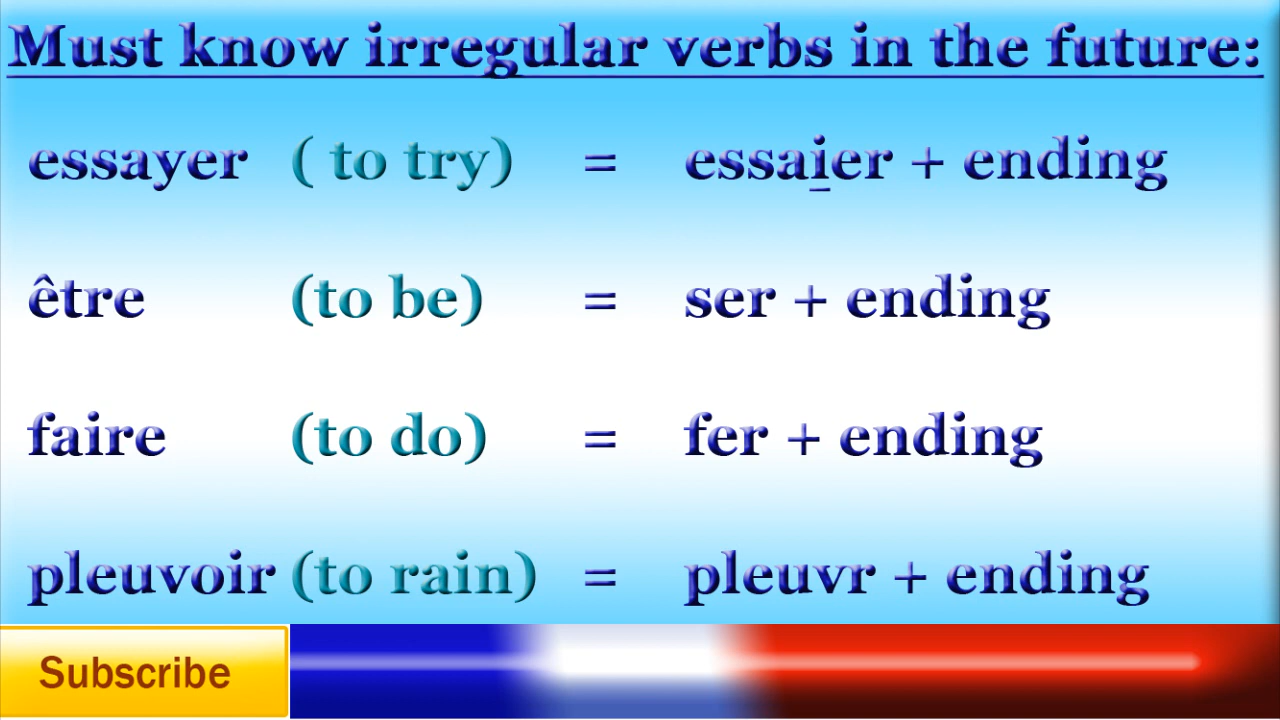 Must know irregular verbs in the future:
essayer ( to try) = essaier + ending
être (to be) = ser + ending
faire (to do) = fer + ending
pleuvoir (to rain) = pleuvr + ending
Subscribe